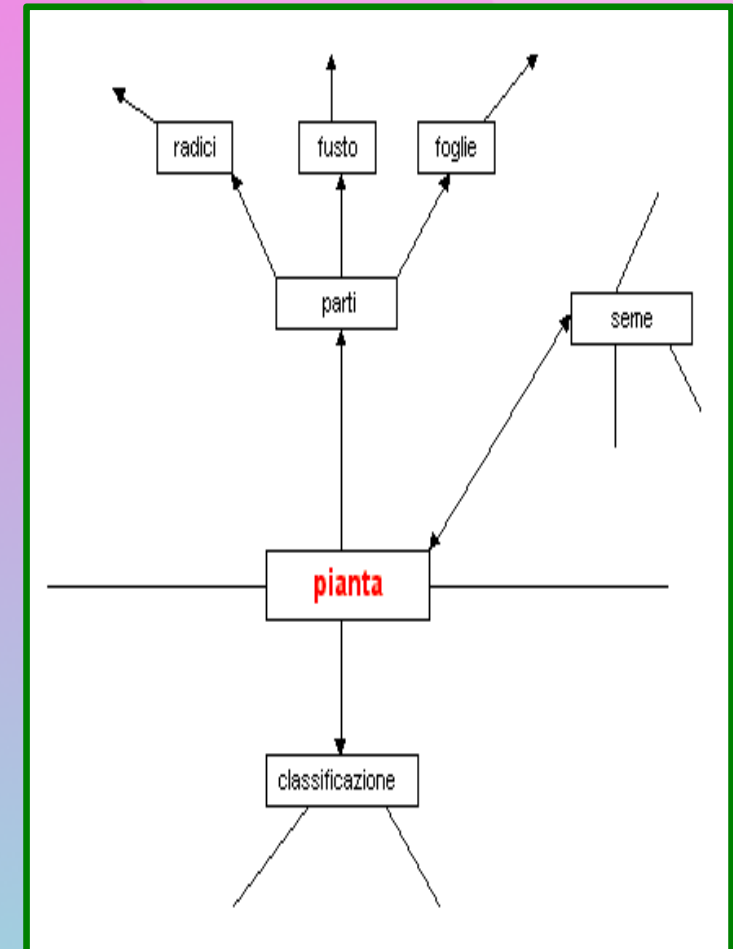 radici
fusto
foglie
parti
seme
pianta
classificazione